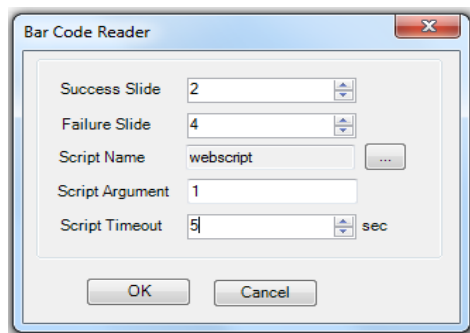 Bar Code Reader
Success Slide 2
Failure Slide 4
Script Name webscript ...
Script Argument 1
Script Timeout 5 sec
OK Cancel